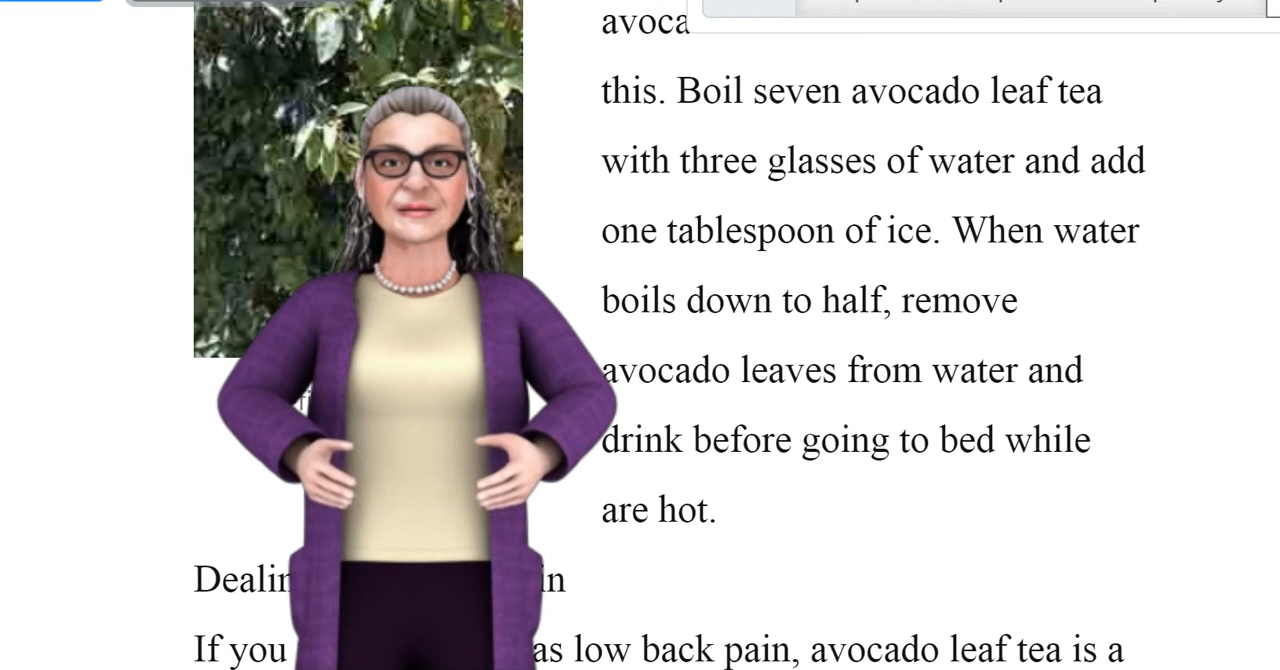 avoca
this. Boil seven avocado leaf tea
with three glasses of water and add
one tablespoon of ice. When water
boils down to half, remove
avocado leaves from water and
drink before going to bed while
are hot.
in
If you as low back pain, avocado leaf tea is a